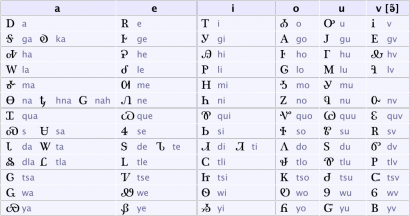 a e i o u v [ə̃]
Ꭰ a Ꭱ e Ꭲ i Ꭳ o Ꭴ u Ꭵ v
Ꭶ ga Ꭷ ka Ꭸ ge Ꭹ gi Ꭺ go Ꭻ gu Ꭼ gv
Ꭽ ha Ꭾ he Ꭿ hi Ꮀ ho Ꮁ hu Ꮂ hv
Ꮃ la Ꮄ le Ꮅ li Ꮆ lo Ꮇ lu Ꮈ lv
Ꮉ ma Ꮊ me Ꮋ mi Ꮌ mo Ꮍ mu
Ꮎ na Ꮏ hna Ꮐ nah Ꮑ ne Ꮒ ni Ꮓ no Ꮔ nu Ꮕ nv
Ꮖ qua Ꮗ que Ꮘ qui Ꮙ quo Ꮚ quu Ꮛ quv
Ꮝ s Ꮜ sa Ꮞ se Ꮟ si Ꮠ so Ꮡ su Ꮢ sv
Ꮣ da Ꮤ ta Ꮥ de Ꮦ te Ꮧ di Ꮨ ti Ꮩ do Ꮪ du Ꮫ dv
Ꮬ dla Ꮭ tla Ꮮ tle Ꮯ tli Ꮰ tlo Ꮱ tlu Ꮲ tlv
Ꮳ tsa Ꮴ tse Ꮵ tsi Ꮶ tso Ꮷ tsu Ꮸ tsv
Ꮹ wa Ꮺ we Ꮻ wi Ꮼ wo Ꮽ wu Ꮾ wv
Ꮿ ya Ᏸ ye Ᏹ yi Ᏺ yo Ᏻ yu Ᏼ yv